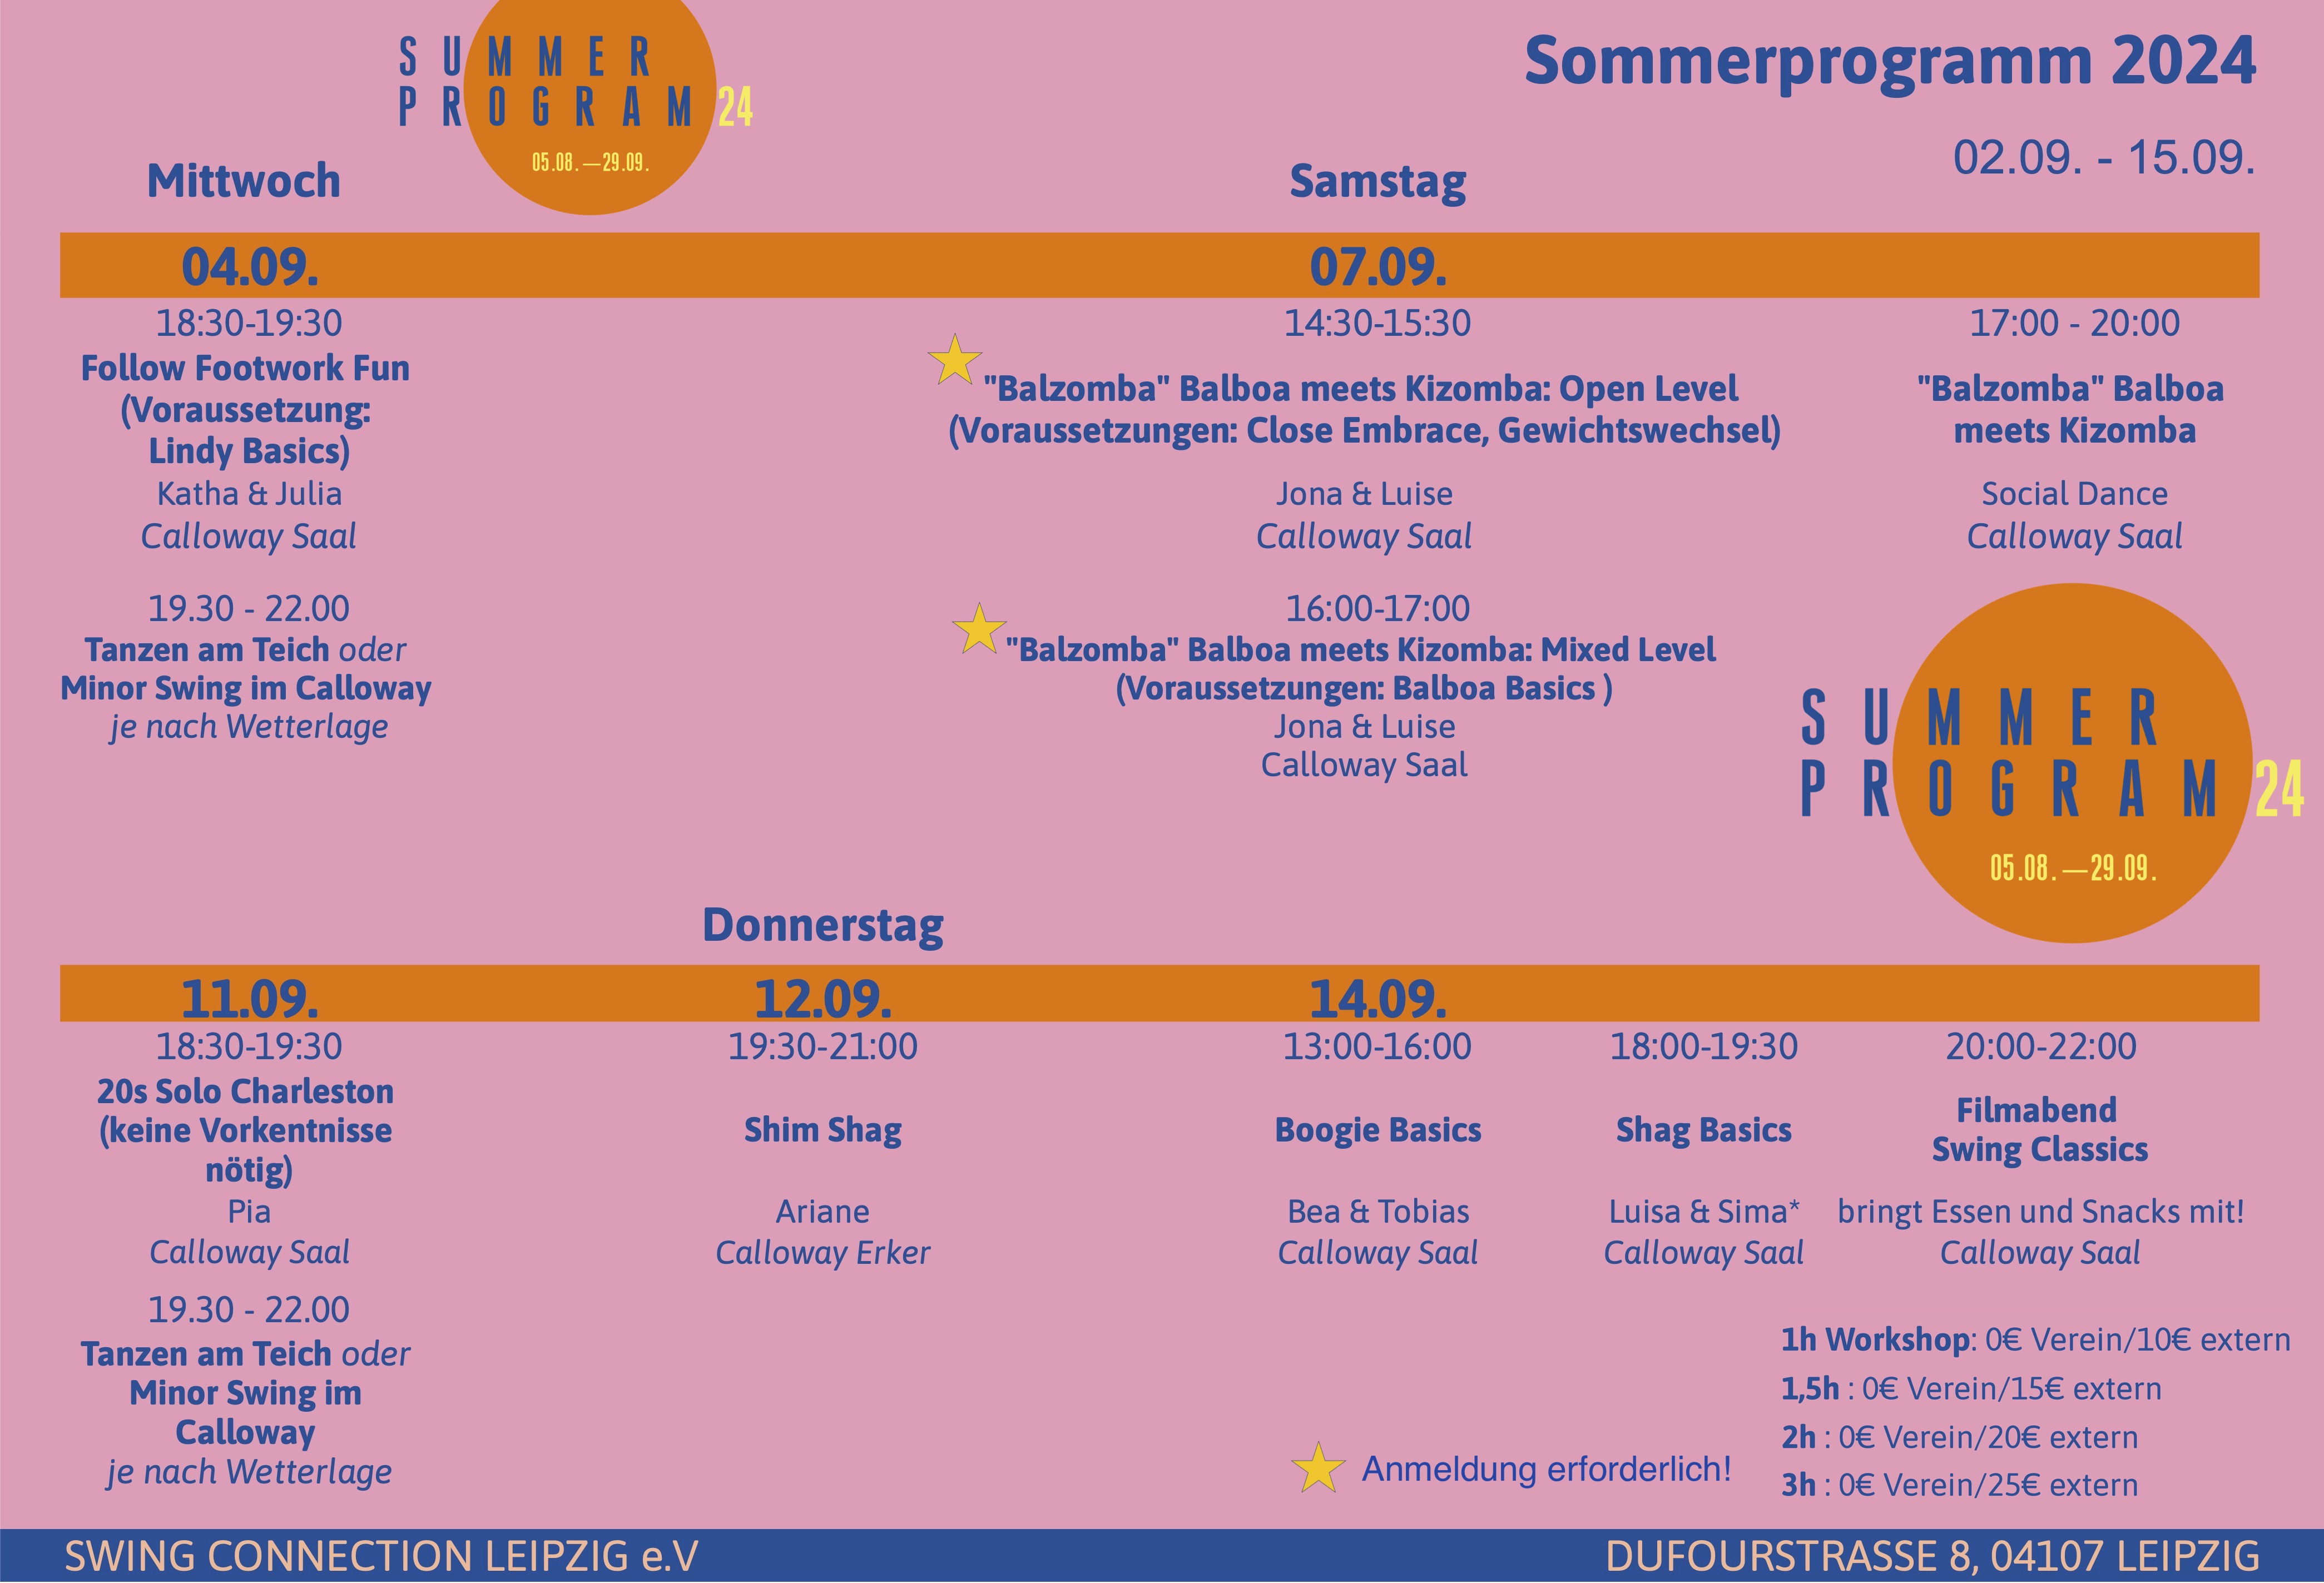 SUMMER
PROGRAM 24
05.08.—29.09.
Sommerprogramm 2024
02.09. - 15.09.
Mittwoch
Samstag
04.09.
07.09.
18:30-19:30
Follow Footwork Fun
(Voraussetzung:
Lindy Basics)
Katha & Julia
Calloway Saal
19.30 - 22.00
Tanzen am Teich oder
Minor Swing im Calloway
je nach Wetterlage
14:30-15:30
"Balzomba" Balboa meets Kizomba: Open Level
(Voraussetzungen: Close Embrace, Gewichtswechsel)
Jona & Luise
Calloway Saal
16:00-17:00
"Balzomba" Balboa meets Kizomba: Mixed Level
(Voraussetzungen: Balboa Basics )
Jona & Luise
Calloway Saal
17:00 - 20:00
"Balzomba" Balboa
meets Kizomba
Social Dance
Calloway Saal
SUMMER
PROGRAM 24
05.08.—29.09.
Donnerstag
11.09.
12.09.
14.09.
18:30-19:30
20s Solo Charleston
(keine Vorkentnisse
nötig)
Pia
Calloway Saal
19.30 - 22.00
Tanzen am Teich oder
Minor Swing im
Calloway
je nach Wetterlage
19:30-21:00
Shim Shag
Ariane
Calloway Erker
13:00-16:00
Boogie Basics
Bea & Tobias
Calloway Saal
18:00-19:30
Shag Basics
Luisa & Sima*
Calloway Saal
20:00-22:00
Filmabend
Swing Classics
bringt Essen und Snacks mit!
Calloway Saal
Anmeldung erforderlich!
1h Workshop: 0€ Verein/10€ extern
1,5h : 0€ Verein/15€ extern
2h : 0€ Verein/20€ extern
3h : 0€ Verein/25€ extern
SWING CONNECTION LEIPZIG e.V
DUFOURSTRASSE 8, 04107 LEIPZIG